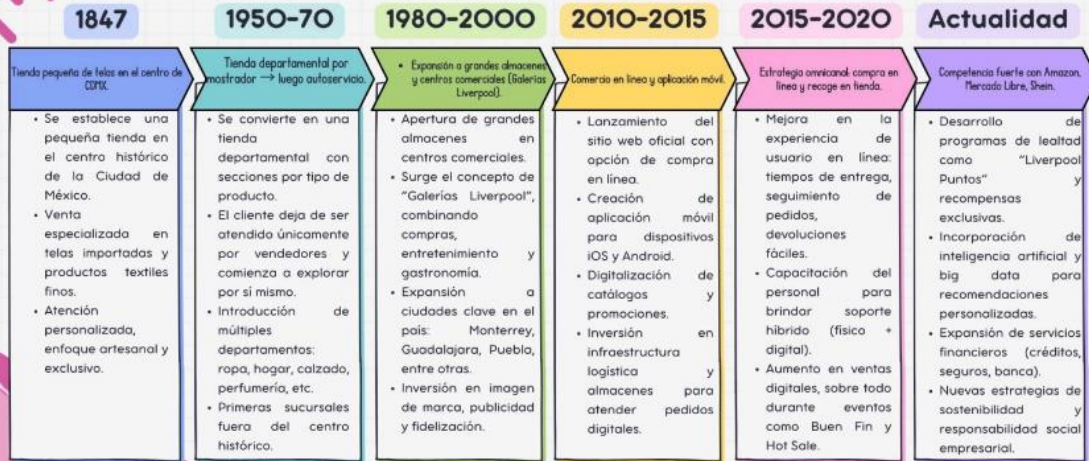 1847
Tienda pequeña de telas en el centro de
CDMX.
• Se establece una
pequeña tienda en
el centro histórico
de la Ciudad de
México.
• Venta
especializada en
telas importadas y
productos textiles
finos.
• Atención
personalizada,
enfoque artesanal y
exclusivo.
1950-70
Tienda departamental por
mostrador → luego autoservicio.
• Se convierte en una
tienda
departamental con
secciones por tipo de
producto.
• El cliente deja de ser
atendido únicamente
por vendedores y
comienza a explorar
por sí mismo.
• Introducción de
múltiples
departamentos:
ropa, hogar, calzado,
perfumería, etc.
• Primeras sucursales
fuera del centro
histórico.
1980-2000
• Expansión a grandes almacenes
y centros comerciales (Galerías
Liverpool).
• Apertura de grandes
almacenes en
centros comerciales.
• Surge el concepto de
"Galerías Liverpool",
combinando
compras,
entretenimiento y
gastronomía.
• Expansión a
ciudades clave en el
país: Monterrey,
Guadalajara, Puebla,
entre otras.
• Inversión en imagen
de marca, publicidad
y fidelización.
2010-2015
Comercio en línea y aplicación móvil.
• Lanzamiento del
sitio web oficial con
opción de compra
en línea.
• Creación de
aplicación móvil
para dispositivos
iOS y Android.
• Digitalización de
catálogos y
promociones.
• Inversión en
infraestructura
logística y
almacenes para
atender pedidos
digitales.
2015-2020
Estrategia omnicanal: compra en
línea y recoge en tienda.
• Mejora en la
experiencia de
usuario en línea:
tiempos de entrega,
seguimiento de
pedidos,
devoluciones
fáciles.
• Capacitación del
personal para
brindar soporte
híbrido (físico +
digital).
• Aumento en ventas
digitales, sobre todo
durante eventos
como Buen Fin y
Hot Sale.
Actualidad
Competencia fuerte con Amazon,
Mercado Libre, Shein.
• Desarrollo de
programas de lealtad
como "Liverpool
Puntos" y
recompensas
exclusivas.
• Incorporación de
inteligencia artificial y
big data para
recomendaciones
personalizadas.
• Expansión de servicios
financieros (créditos,
seguros, banca).
• Nuevas estrategias de
sostenibilidad y
responsabilidad social
empresarial.